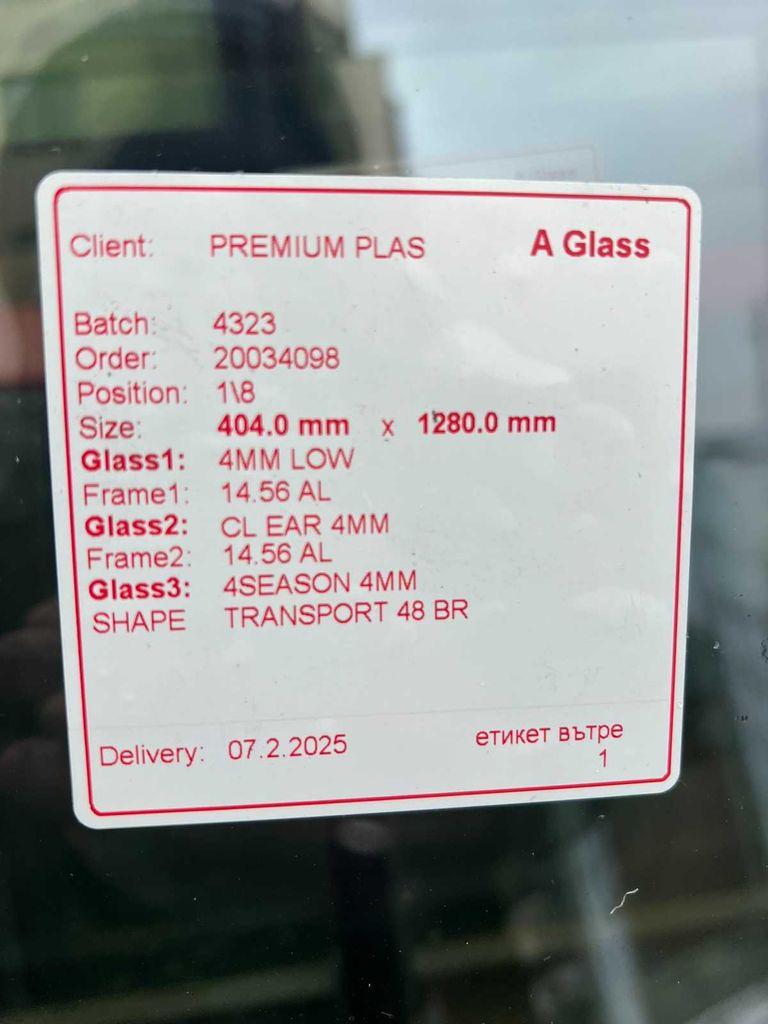 Client: PREMIUM PLAS A Glass
Batch: 4323
Order: 20034098
Position: 1\8
Size: 404.0 mm x 1280.0 mm
Glass1: 4MM LOW
Frame1: 14.56 AL
Glass2: CL EAR 4MM
Frame2: 14.56 AL
Glass3: 4SEASON 4MM
SHAPE TRANSPORT 48 BR
Delivery: 07.2.2025 етикет вътре
1